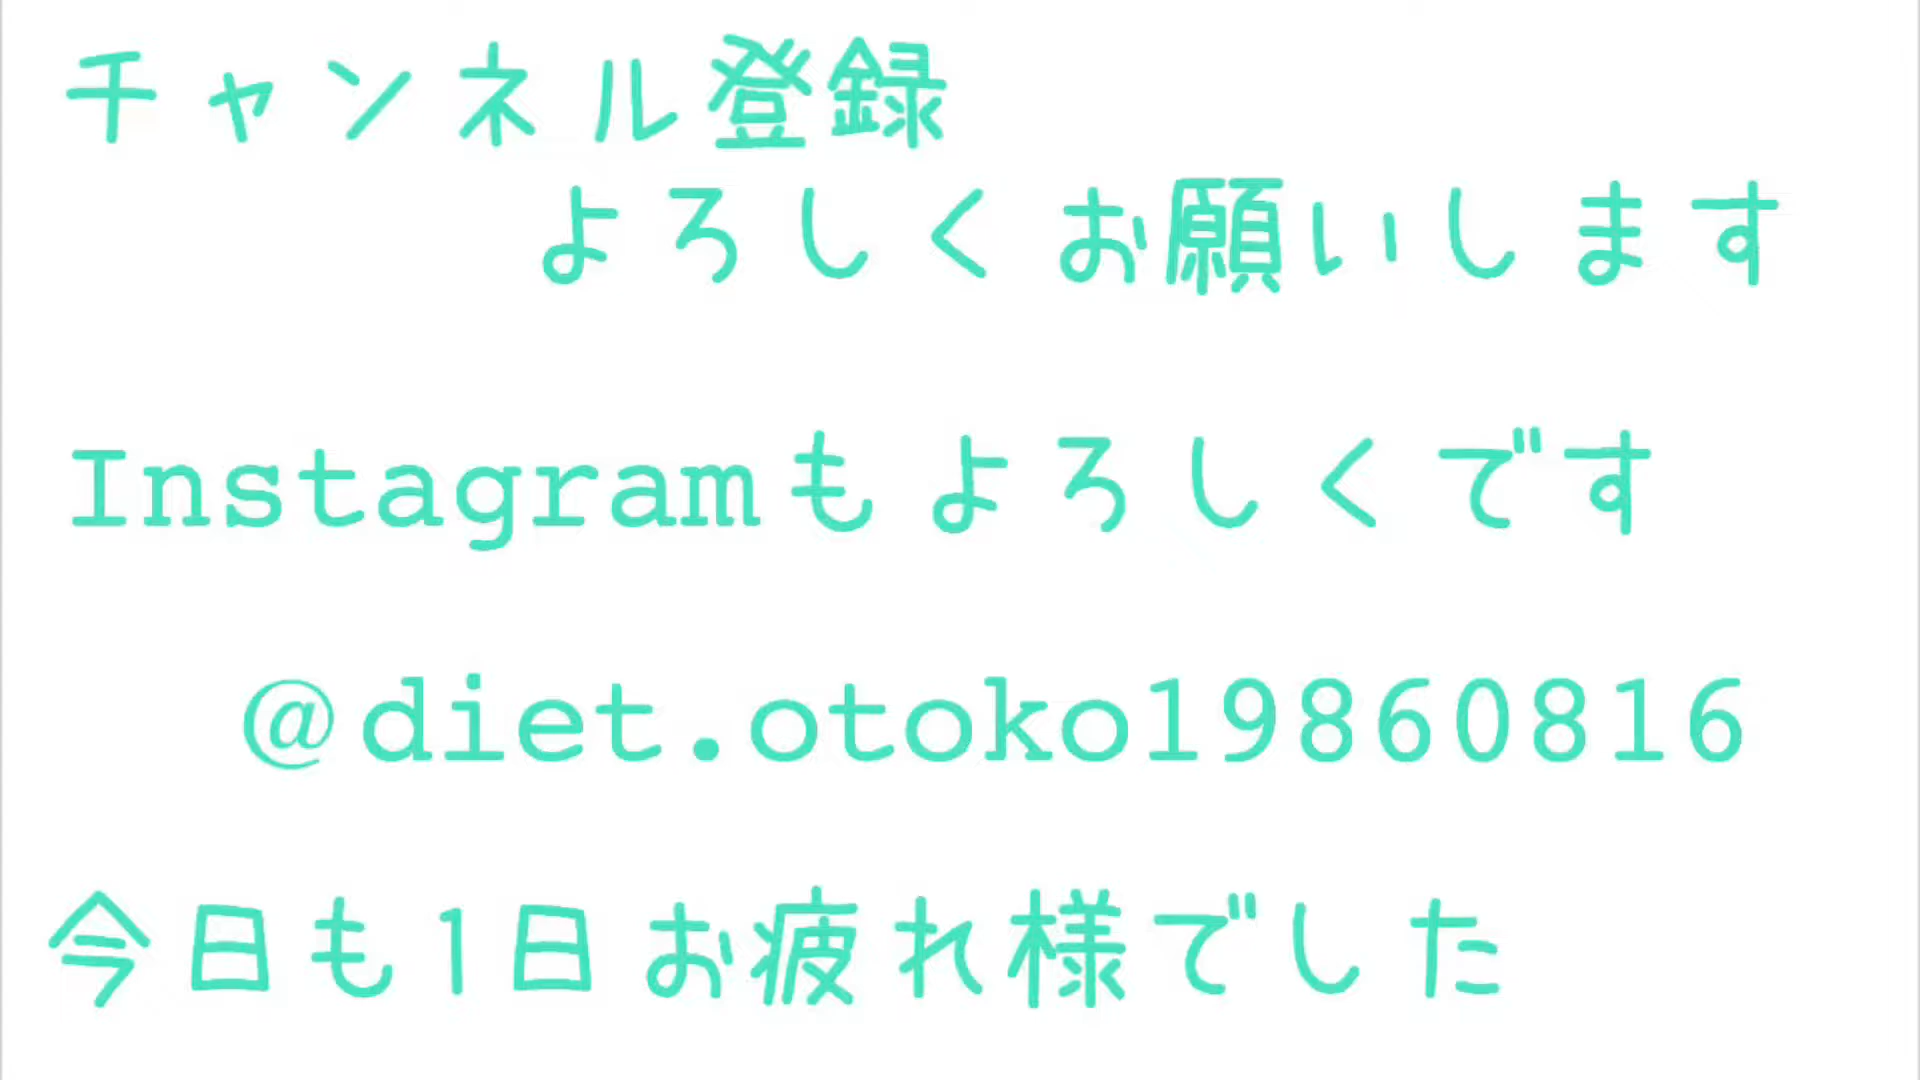 チャンネル登録
よろしくお願いします
Instagramもよろしくです
@diet.otoko19860816
今日も1日お疲れ様でした